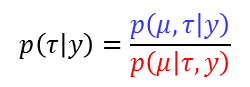 p(τ|y) = p(μ, τ|y) / p(μ|τ, y)